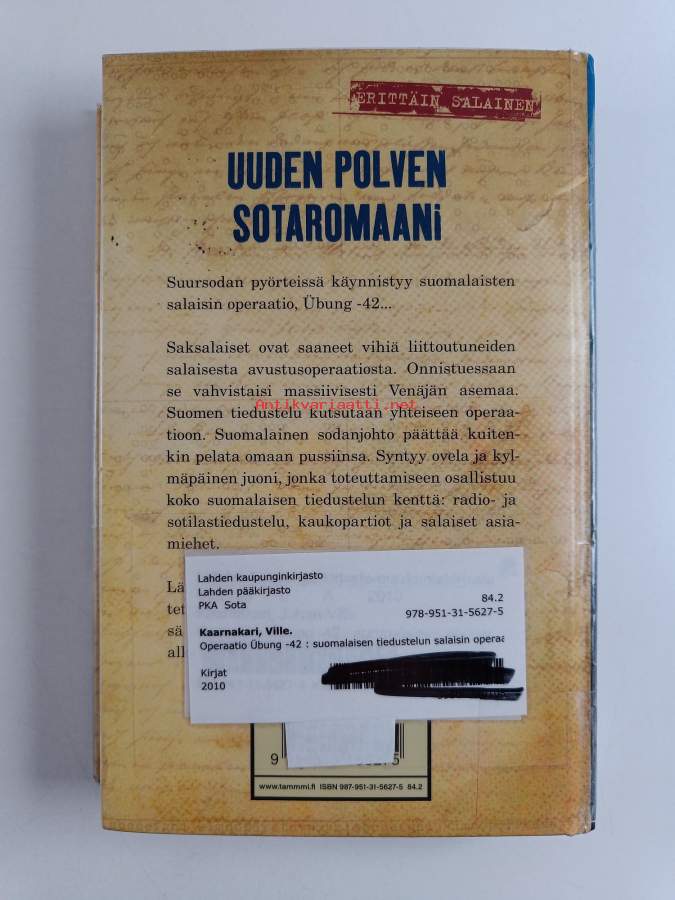 ERITTÄIN SALAINEN
UUDEN POLVEN
SOTAROMAANi
Suursodan pyörteissä käynnistyy suomalaisten
salaisin operaatio, Übung -42...
Saksalaiset ovat saaneet vihiä liittoutuneiden
salaisesta avustusoperaatiosta. Onnistuessaan
se vahvistaisi massiivisesti Venäjän asemaa.
Antikvariaatti.net
Suomen tiedustelu kutsutaan yhteiseen operaa-
tioon. Suomalainen sodanjohto päättää kuiten-
kin pelata omaan pussiinsa. Syntyy ovela ja kyl-
mäpäinen juoni, jonka toteuttamiseen osallistuu
koko suomalaisen tiedustelun kenttä: radio- ja
sotilastiedustelu, kaukopartiot ja salaiset asia-
miehet.
Lahden kaupunginkirjasto
Lahden pääkirjasto 84.2
PKA Sota 978-951-31-5627-5
Kaarnakari, Ville.
Operaatio Übung -42 : suomalaisen tiedustelun salaisin operaa
Kirjat
2010
www.tammmi.fi ISBN 987-951-31-5627-5 84.2